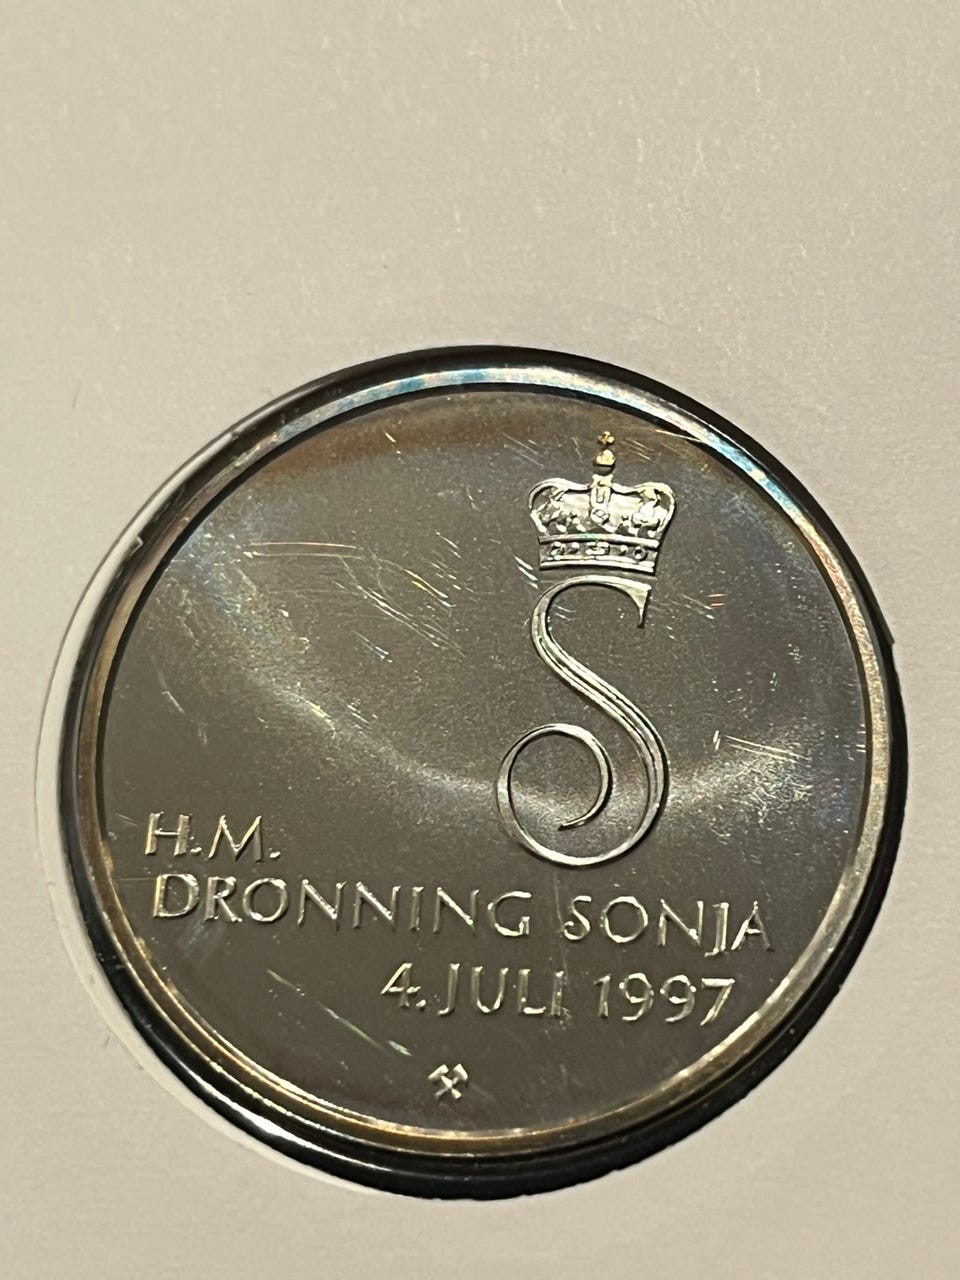 S
H.M.
DRONNING SONJA
4. JULI 1997